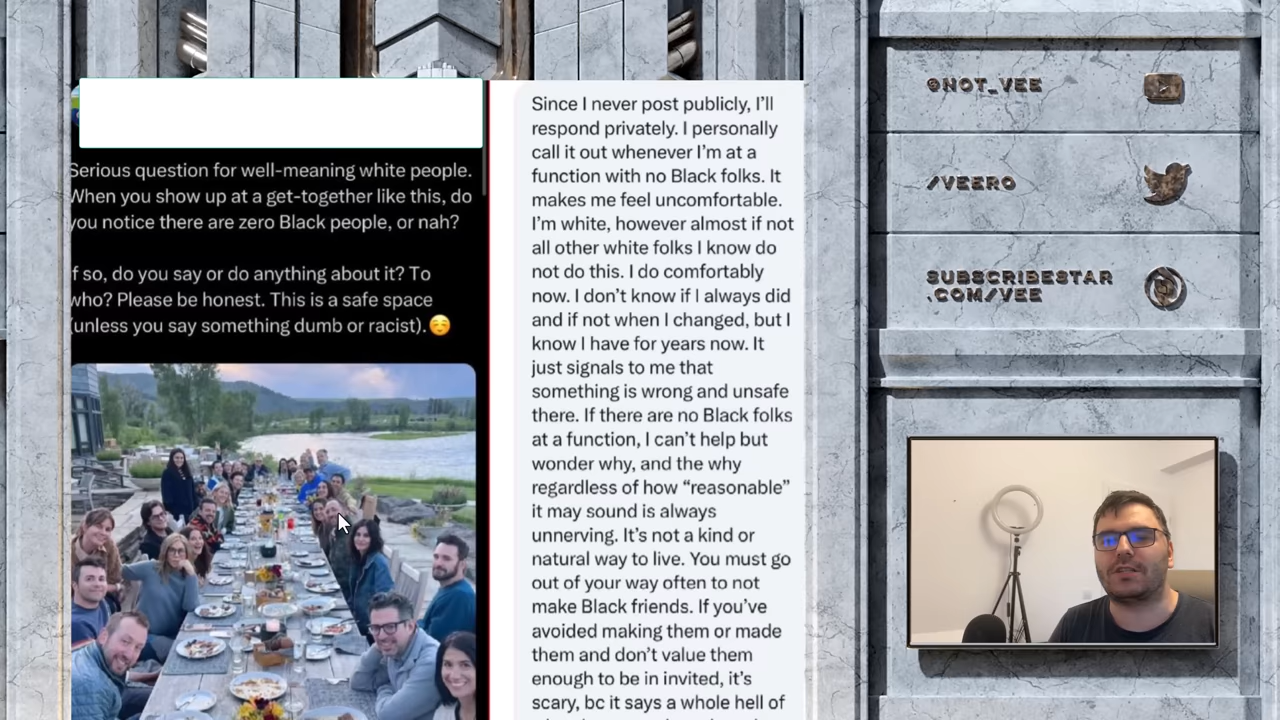 Serious question for well-meaning white people.
When you show up at a get-together like this, do
you notice there are zero Black people, or nah?
If so, do you say or do anything about it? To
who? Please be honest. This is a safe space
(unless you say something dumb or racist).☺️
Since I never post publicly, I'll
respond privately. I personally
call it out whenever I'm at a
function with no Black folks. It
makes me feel uncomfortable.
I'm white, however almost if not
all other white folks I know do
not do this. I do comfortably
now. I don't know if I always did
and if not when I changed, but I
know I have for years now. It
just signals to me that
something is wrong and unsafe
there. If there are no Black folks
at a function, I can't help but
wonder why, and the why
regardless of how “reasonable”
it may sound is always
unnerving. It's not a kind or
natural way to live. You must go
out of your way often to not
make Black friends. If you've
avoided making them or made
them and don't value them
enough to be in invited, it's
scary, bc it says a whole hell of
@NOT_VEE
/VEERO
SUBSCRIBESTAR
.COM/VEE